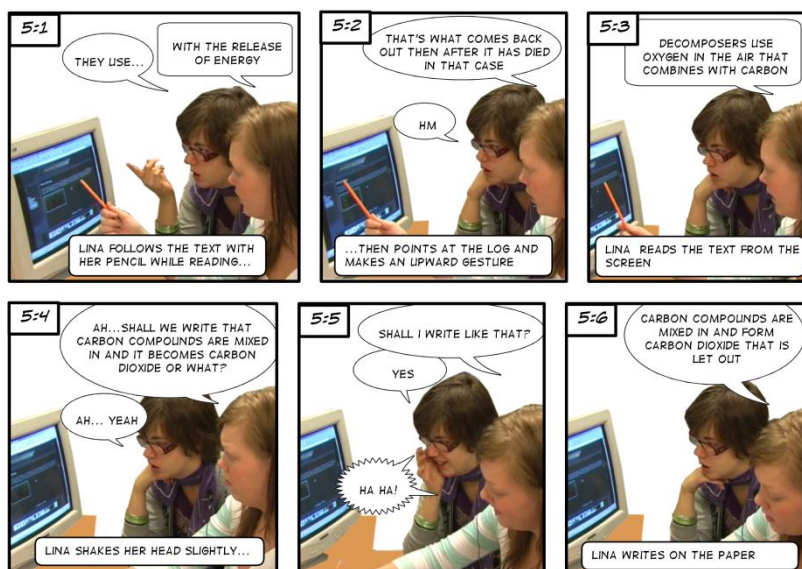 5:1
THEY USE...
WITH THE RELEASE
OF ENERGY
LINA FOLLOWS THE TEXT WITH
HER PENCIL WHILE READING...
5:2
THAT'S WHAT COMES BACK
OUT THEN AFTER IT HAS DIED
IN THAT CASE
HM
...THEN POINTS AT THE LOG AND
MAKES AN UPWARD GESTURE
5:3
DECOMPOSERS USE
OXYGEN IN THE AIR THAT
COMBINES WITH CARBON
LINA READS THE TEXT FROM THE
SCREEN
5:4
AH...SHALL WE WRITE THAT
CARBON COMPOUNDS ARE MIXED
IN AND IT BECOMES CARBON
DIOXIDE OR WHAT?
AH... YEAH
LINA SHAKES HER HEAD SLIGHTLY...
5:5
SHALL I WRITE LIKE THAT?
YES
HA HA!
5:6
CARBON COMPOUNDS ARE
MIXED IN AND FORM
CARBON DIOXIDE THAT IS
LET OUT
LINA WRITES ON THE PAPER